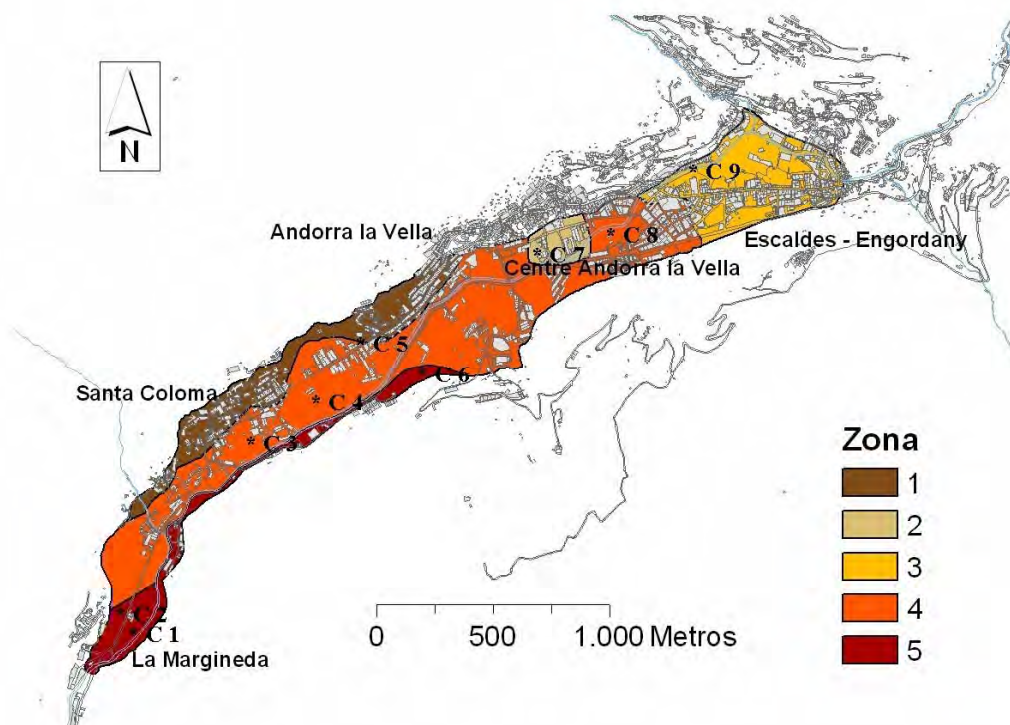 N
C 9
Andorra la Vella
C 8
Escaldes - Engordany
C 7
Centre Andorra la Vella
C 5
C 6
Santa Coloma
C 4
C 3
Zona
1
2
3
4
5
C 2
C 1
La Margineda
0 500 1.000 Metros